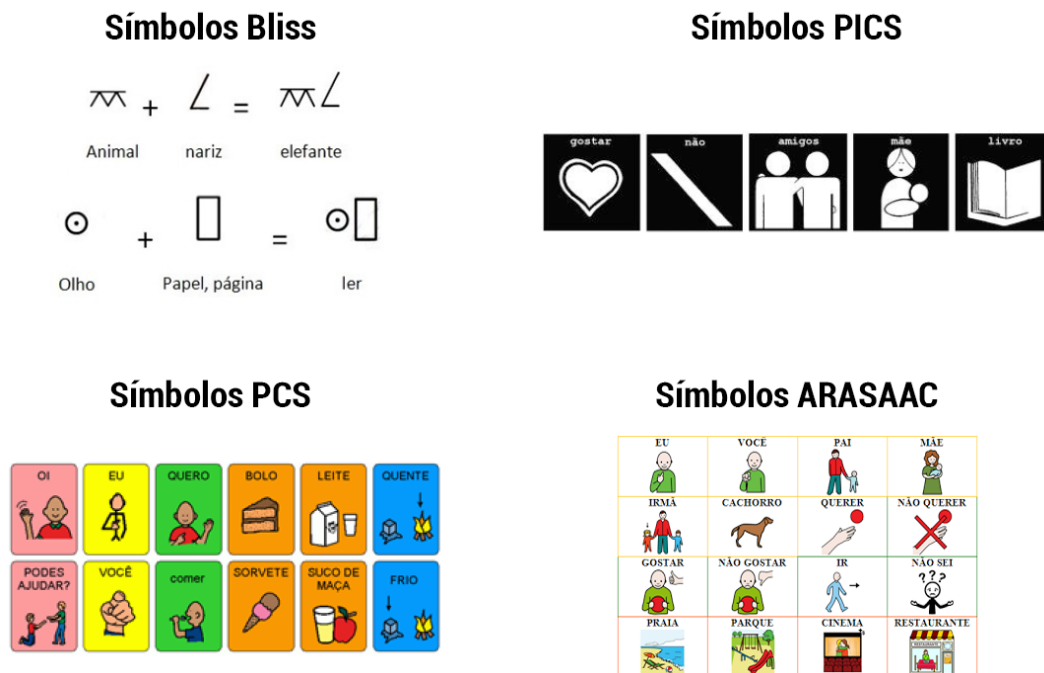 Símbolos Bliss
+ =
Animal nariz elefante
+ =
Olho Papel, página ler
Símbolos PICS
gostar não amigos mãe livro
Símbolos PCS
OI EU QUERO BOLO LEITE QUENTE
PODES AJUDAR? VOCÊ comer SORVETE SUCO DE MAÇA FRIO
Símbolos ARASAAC
EU VOCÊ PAI MÃE
IRMÃ CACHORRO QUERER NÃO QUERER
GOSTAR NÃO GOSTAR IR NÃO SEI
???
PRAIA PARQUE CINEMA RESTAURANTE
RESTAURANTE